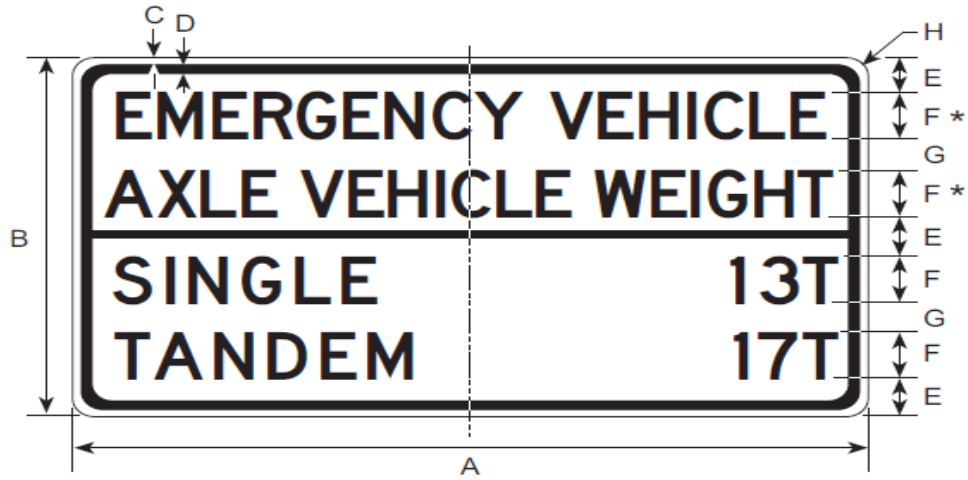 C D H
E
EMERGENCY VEHICLE F *
G
AXLE VEHICLE WEIGHT F *
B E
SINGLE 13T F
G
TANDEM 17T F
E
A